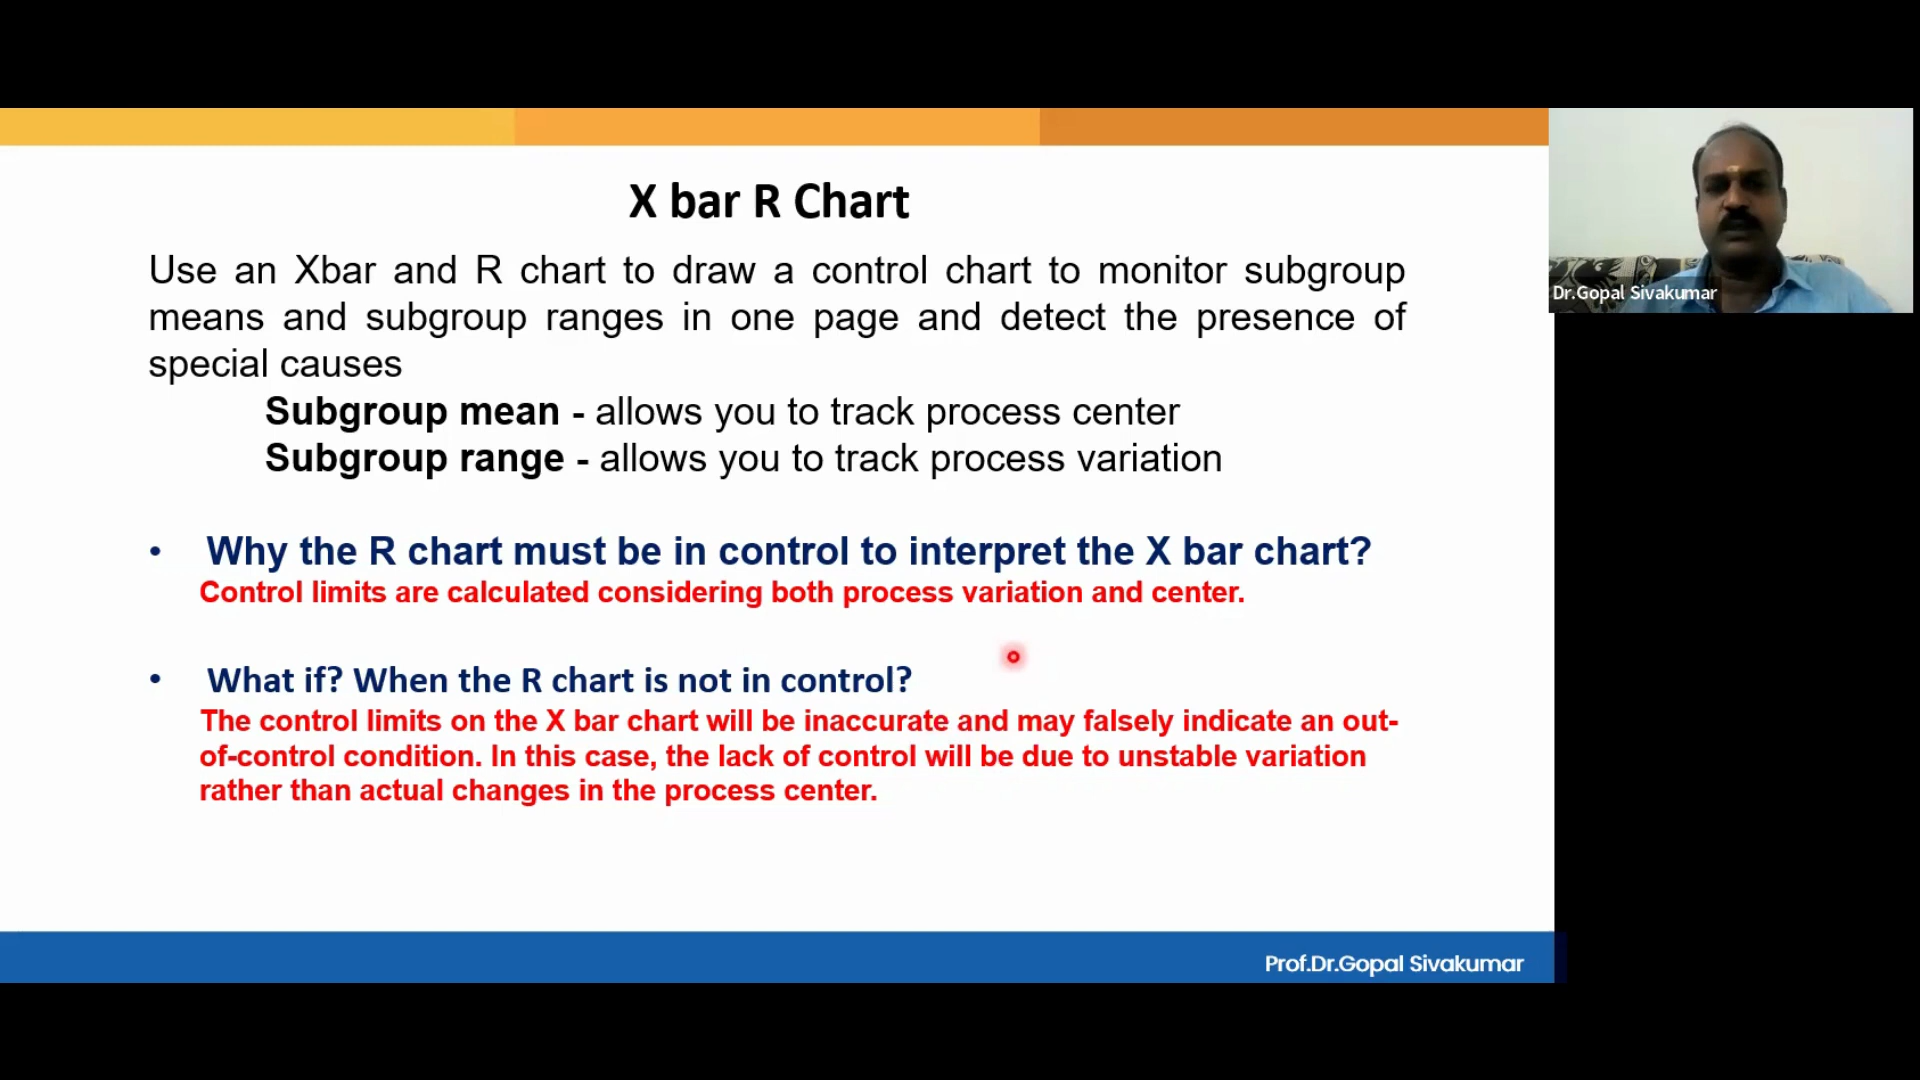 X bar R Chart
Use an Xbar and R chart to draw a control chart to monitor subgroup
means and subgroup ranges in one page and detect the presence of
special causes
Subgroup mean - allows you to track process center
Subgroup range - allows you to track process variation
• Why the R chart must be in control to interpret the X bar chart?
Control limits are calculated considering both process variation and center.
• What if? When the R chart is not in control?
The control limits on the X bar chart will be inaccurate and may falsely indicate an out-
of-control condition. In this case, the lack of control will be due to unstable variation
rather than actual changes in the process center.
Prof.Dr.Gopal Sivakumar
Dr.Gopal Sivakumar